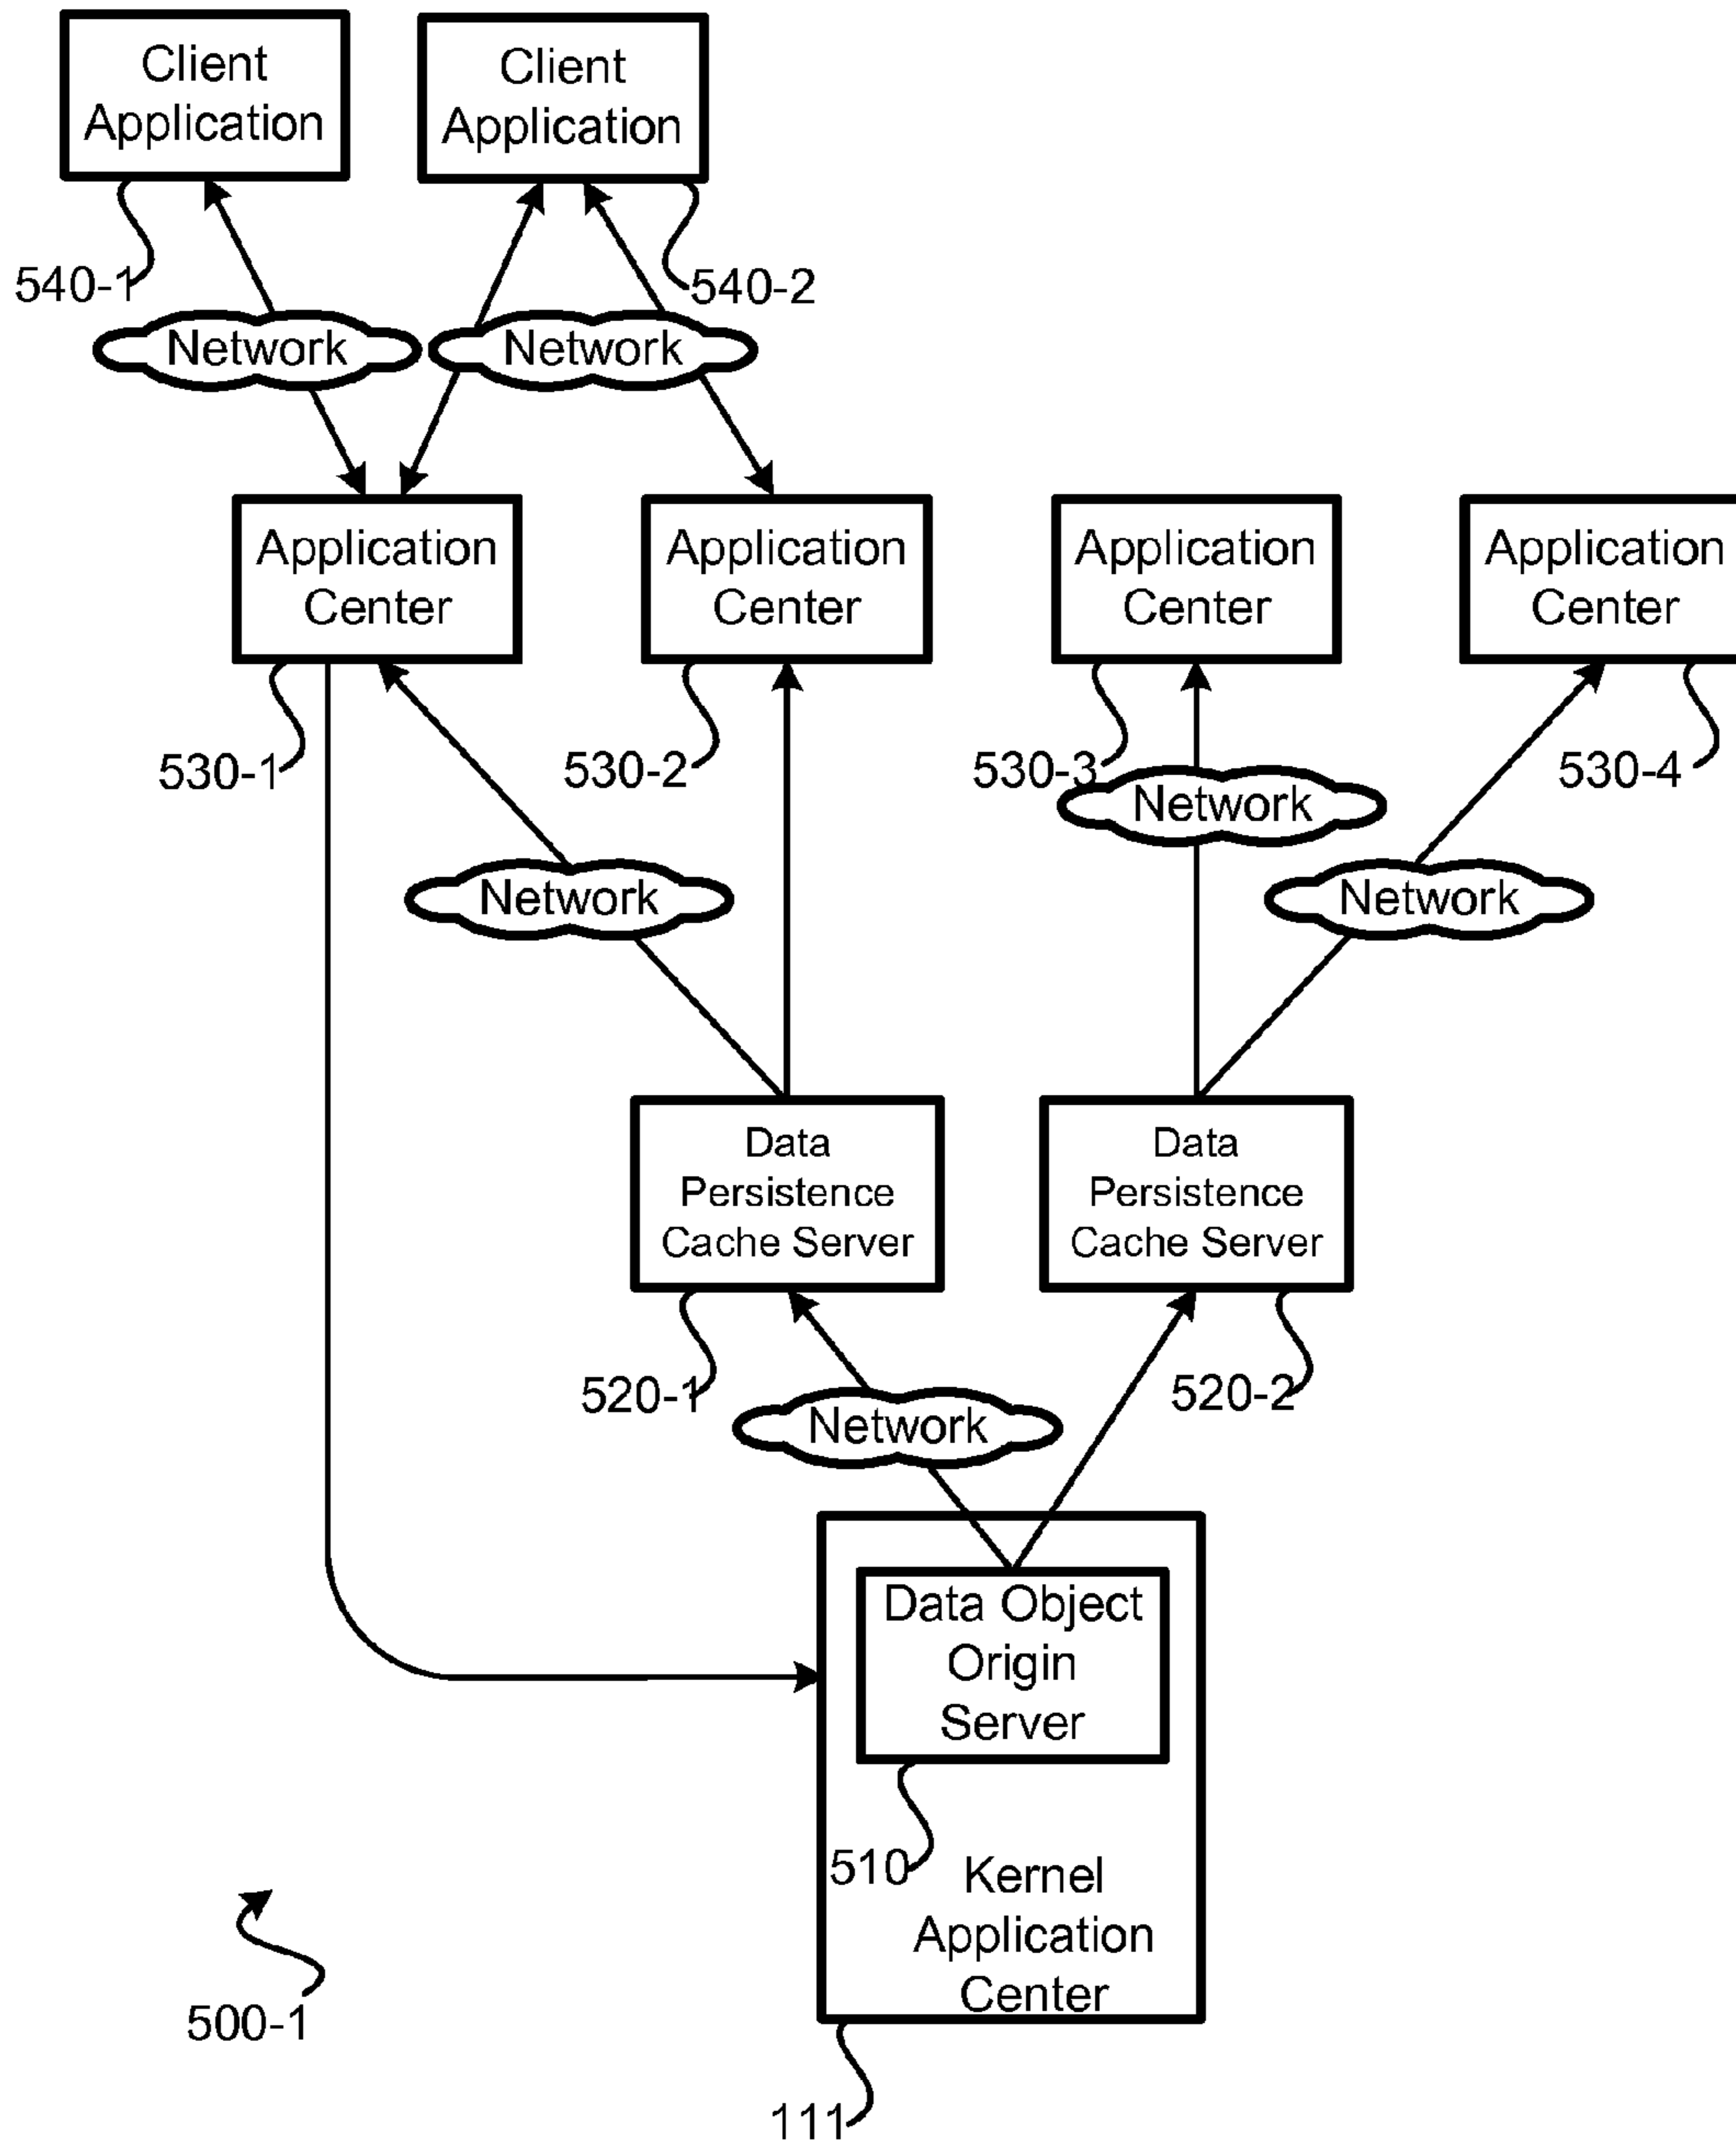 Client
Application
Client
Application
540-1
540-2
Network
Network
Application
Center
Application
Center
Application
Center
Application
Center
530-1
530-2
530-3
530-4
Network
Network
Network
Data
Persistence
Cache Server
Data
Persistence
Cache Server
520-1
520-2
Network
Data Object
Origin
Server
510
Kernel
Application
Center
500-1
111